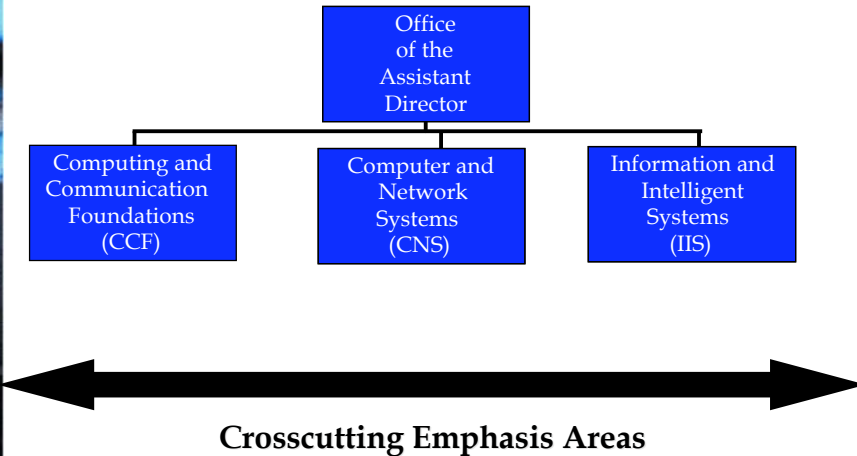 Office
of the
Assistant
Director
Computing and
Communication
Foundations
(CCF)
Computer and
Network
Systems
(CNS)
Information and
Intelligent
Systems
(IIS)
Crosscutting Emphasis Areas